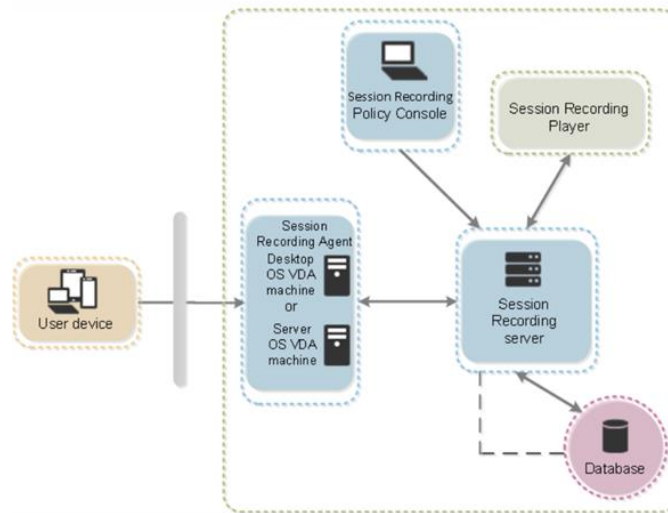 Session Recording
Policy Console
Session Recording
Player
Session
Recording Agent
Desktop
OS VDA
machine
or
Server
OS VDA
machine
User device
Session
Recording
server
Database